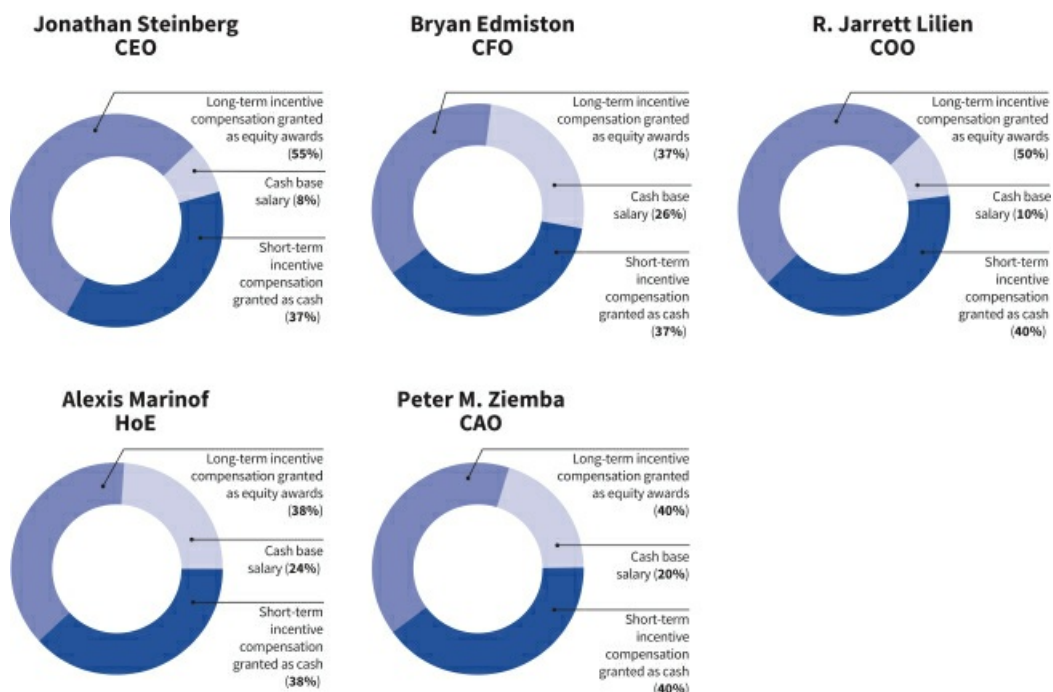 Jonathan Steinberg
CEO
Long-term incentive
compensation granted
as equity awards
(55%)
Cash base
salary (8%)
Short-term
incentive
compensation
granted as cash
(37%)
Bryan Edmiston
CFO
Long-term incentive
compensation granted
as equity awards
(37%)
Cash base
salary (26%)
Short-term
incentive
compensation
granted as cash
(37%)
R. Jarrett Lilien
COO
Long-term incentive
compensation granted
as equity awards
(50%)
Cash base
salary (10%)
Short-term
incentive
compensation
granted as cash
(40%)
Alexis Marinof
HoE
Long-term incentive
compensation granted
as equity awards
(38%)
Cash base
salary (24%)
Short-term
incentive
compensation
granted as cash
(38%)
Peter M. Ziemba
CAO
Long-term incentive
compensation granted
as equity awards
(40%)
Cash base
salary (20%)
Short-term
incentive
compensation
granted as cash
(40%)